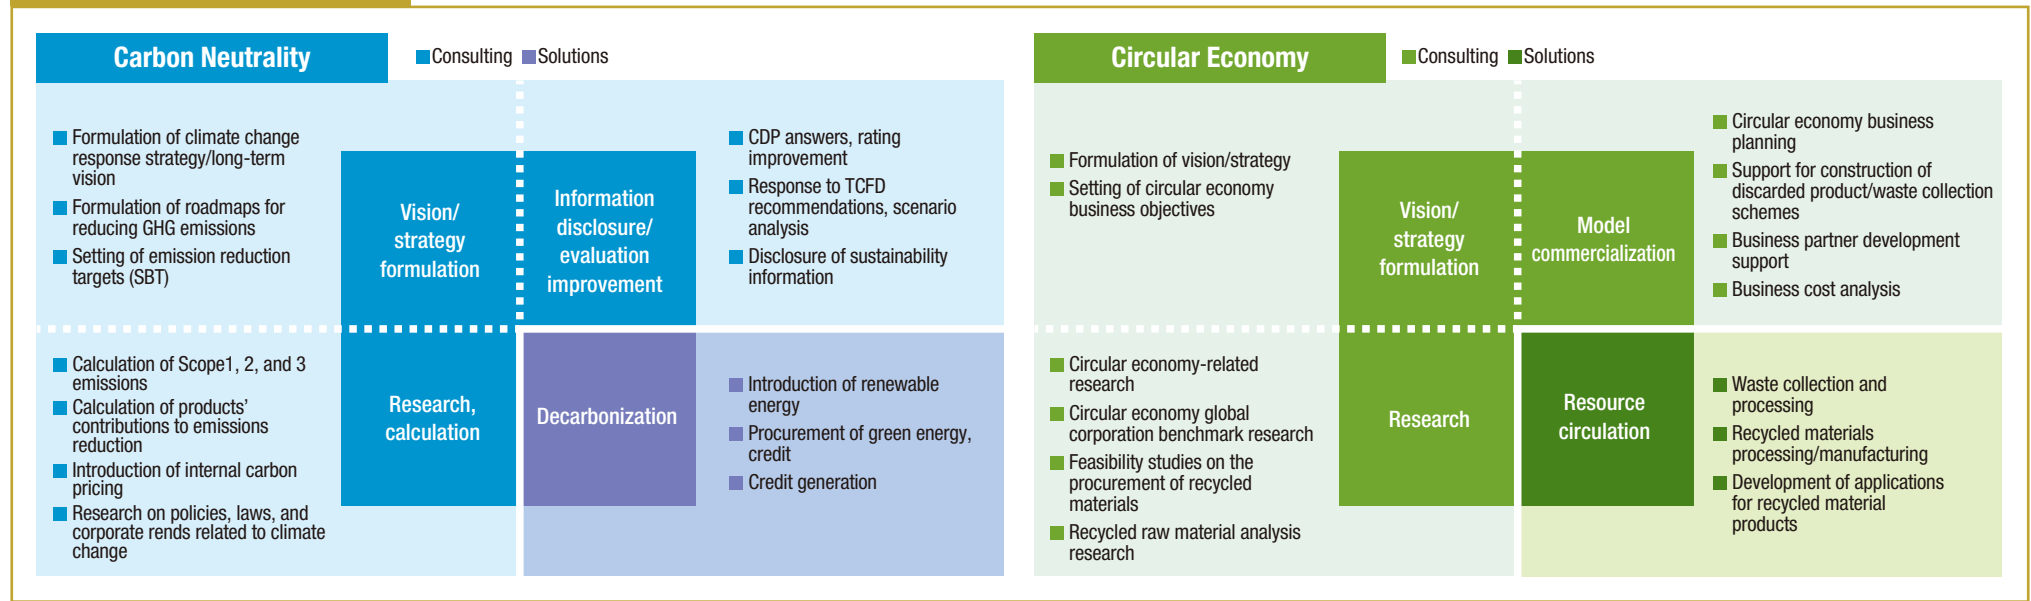 Carbon Neutrality
Consulting Solutions
Formulation of climate change
response strategy/long-term
vision
Formulation of roadmaps for
reducing GHG emissions
Setting of emission reduction
targets (SBT)
Vision/
strategy
formulation
Information
disclosure/
evaluation
improvement
CDP answers, rating
improvement
Response to TCFD
recommendations, scenario
analysis
Disclosure of sustainability
information
Calculation of Scope1, 2, and 3
emissions
Calculation of products’
contributions to emissions
reduction
Introduction of internal carbon
pricing
Research on policies, laws, and
corporate rends related to climate
change
Research,
calculation
Decarbonization
Introduction of renewable
energy
Procurement of green energy,
credit
Credit generation
Circular Economy
Consulting Solutions
Formulation of vision/strategy
Setting of circular economy
business objectives
Vision/
strategy
formulation
Model
commercialization
Circular economy business
planning
Support for construction of
discarded product/waste collection
schemes
Business partner development
support
Business cost analysis
Circular economy-related
research
Circular economy global
corporation benchmark research
Feasibility studies on the
procurement of recycled
materials
Recycled raw material analysis
research
Research
Resource
circulation
Waste collection and
processing
Recycled materials
processing/manufacturing
Development of applications
for recycled material
products